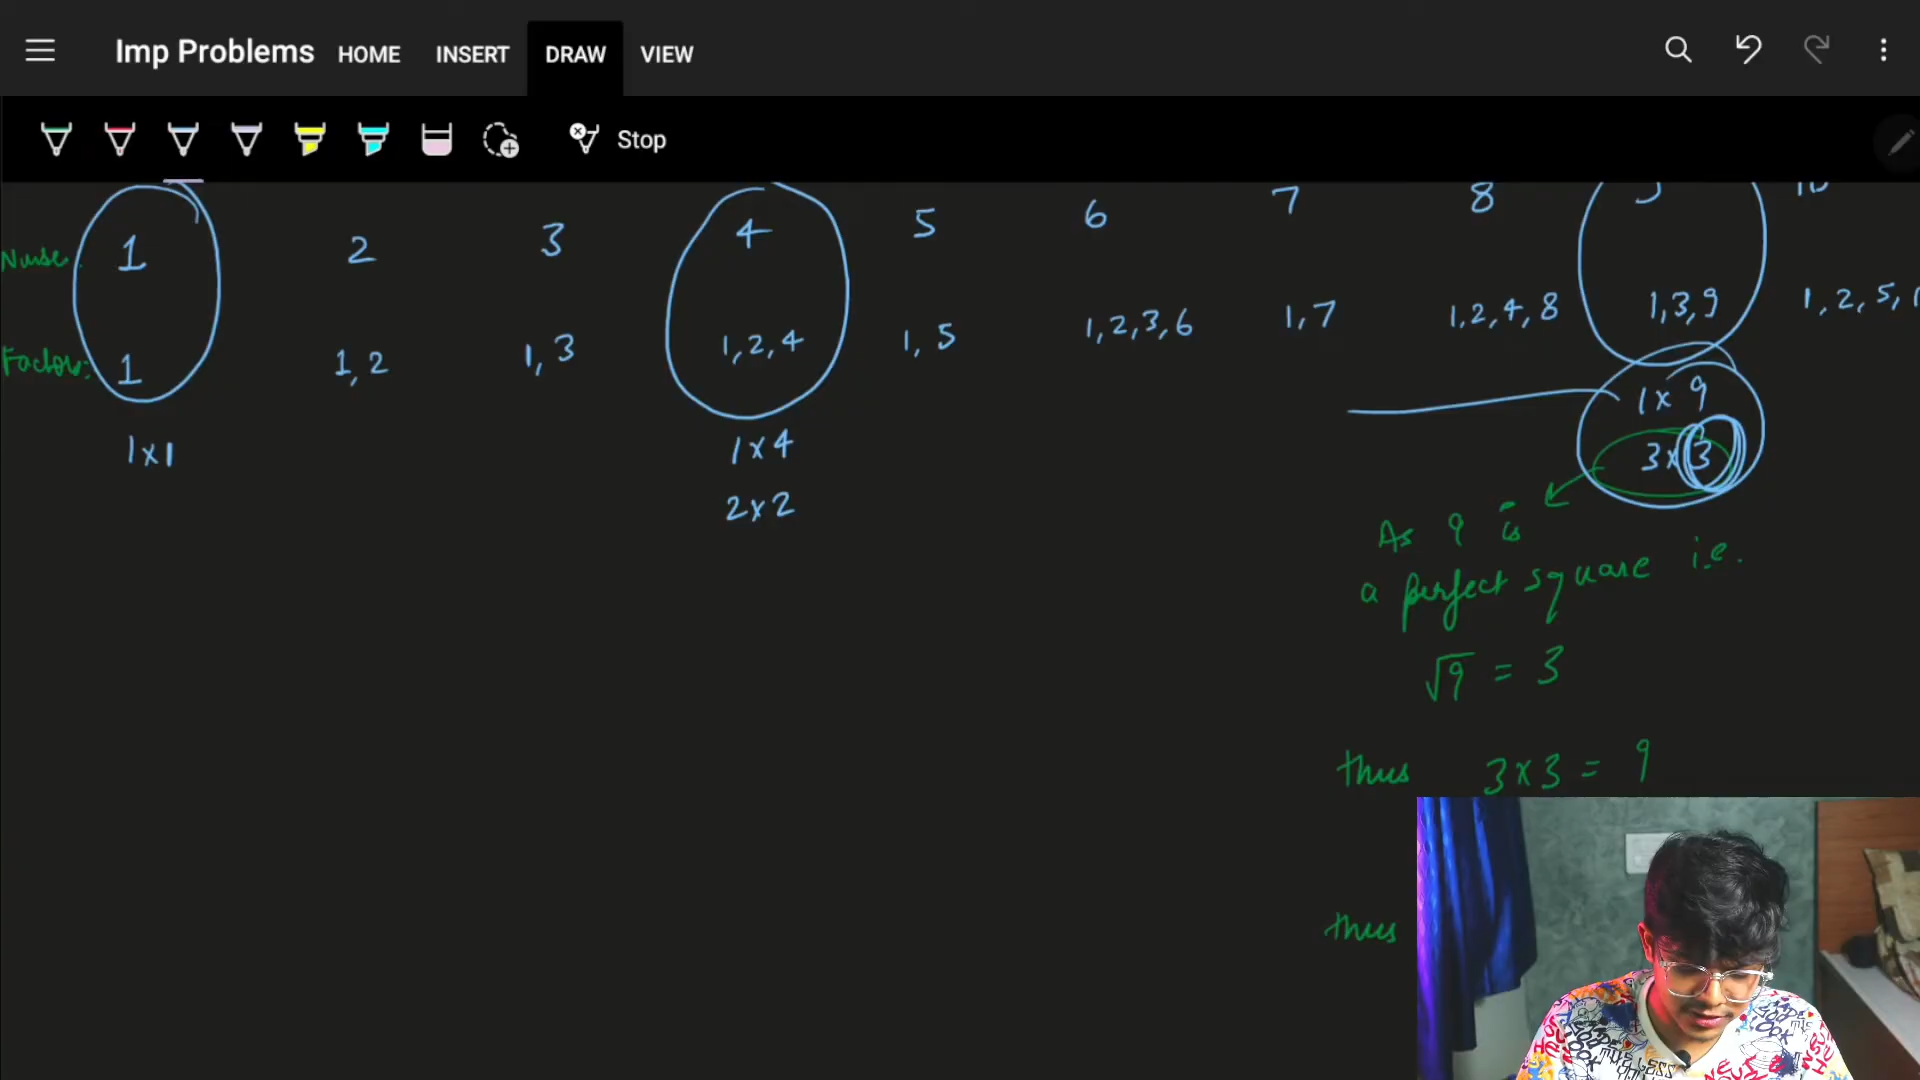 Imp Problems HOME INSERT DRAW VIEW
Stop
Nurse: 1 2 3 4 5 6 7 8
Factors: 1 1,2 1,3 1,2,4 1,5 1,2,3,6 1,7 1,2,4,8 1,3,9 1,2,5,
1x1 1x4 1x9
2x2 3x3
As 9 is
a perfect square i.e.
√9 = 3
thus 3x3 = 9
thus